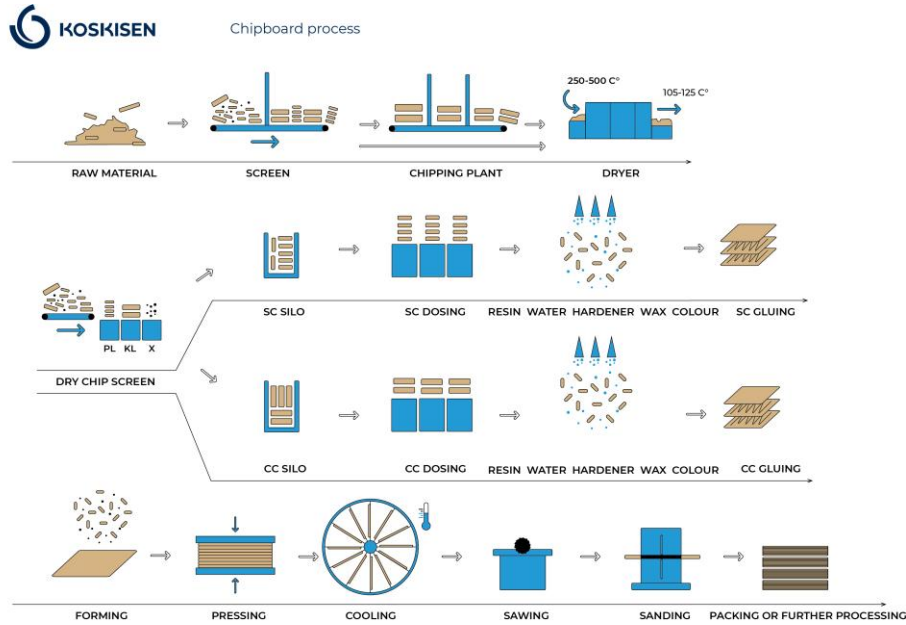 KOSKISEN
Chipboard process
250-500 C°
105-125 C°
RAW MATERIAL
SCREEN
CHIPPING PLANT
DRYER
PL KL X
DRY CHIP SCREEN
SC SILO
SC DOSING
RESIN WATER HARDENER WAX COLOUR
SC GLUING
CC SILO
CC DOSING
RESIN WATER HARDENER WAX COLOUR
CC GLUING
FORMING
PRESSING
COOLING
SAWING
SANDING
PACKING OR FURTHER PROCESSING